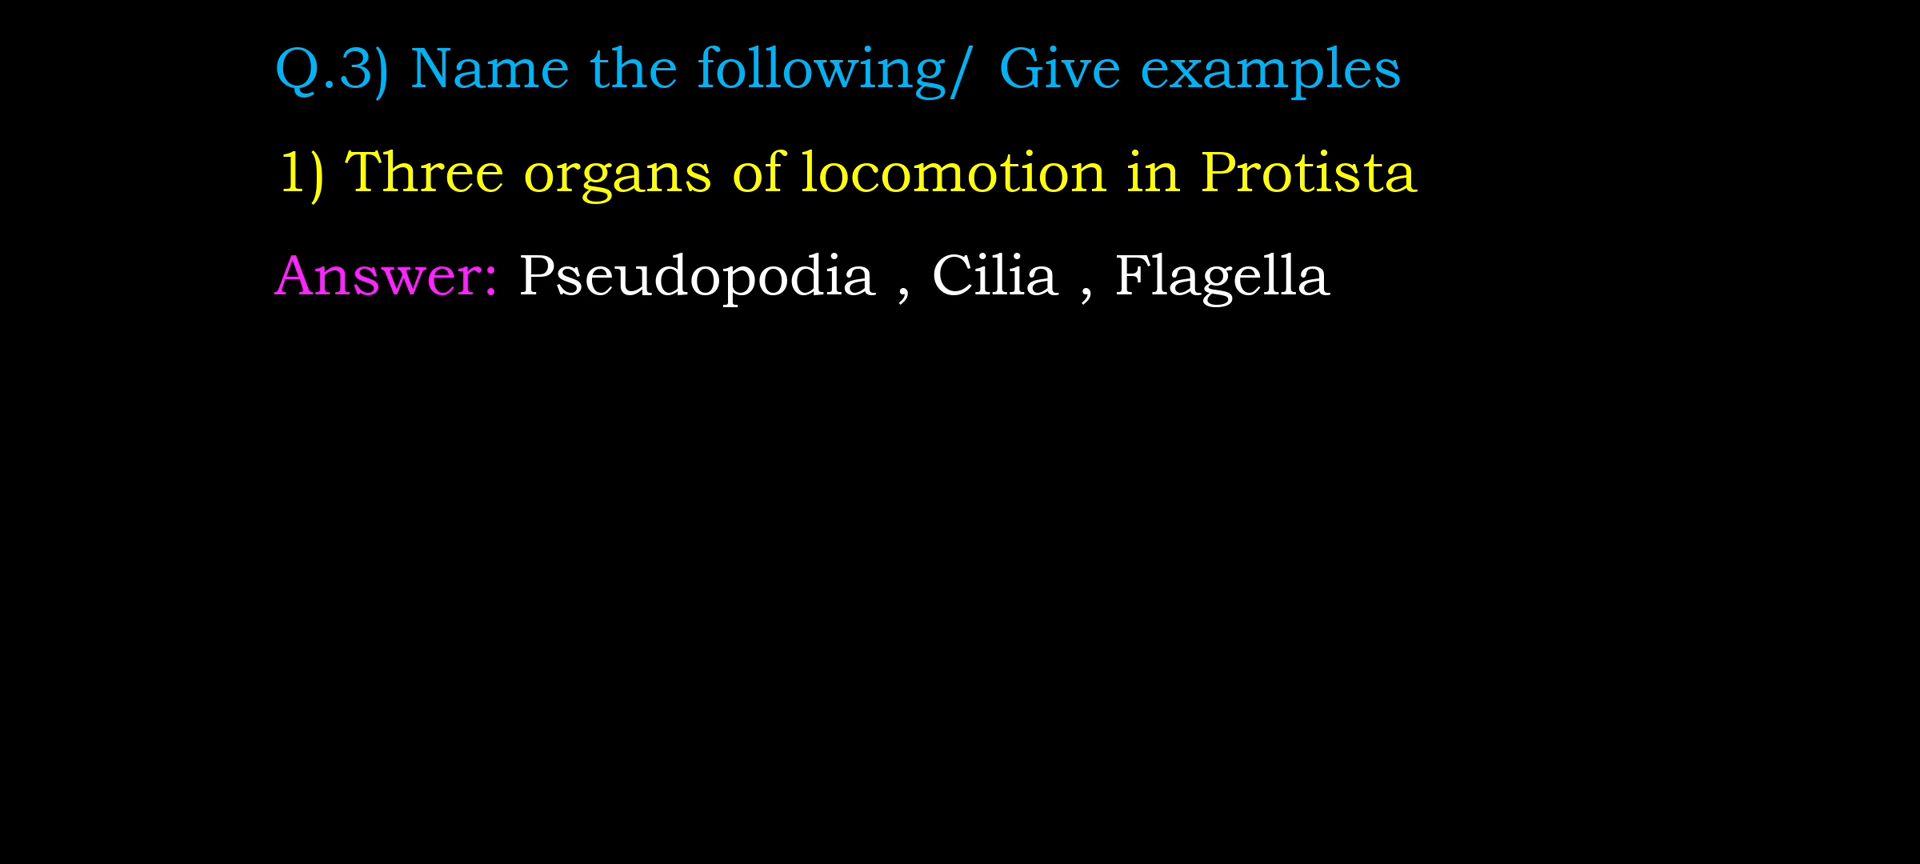 Q.3) Name the following/ Give examples
1) Three organs of locomotion in Protista
Answer: Pseudopodia , Cilia , Flagella